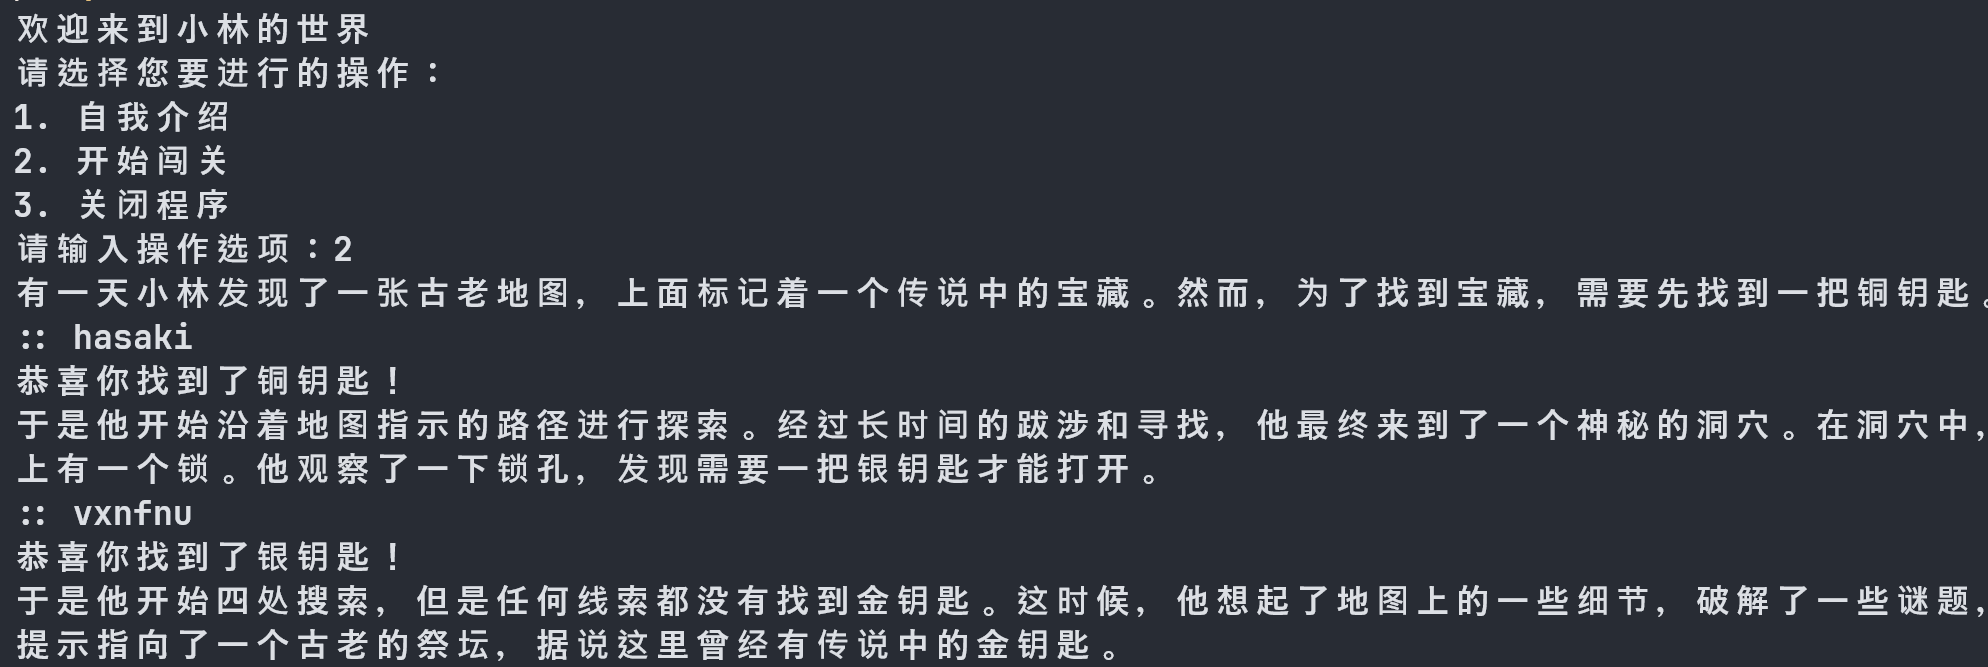 欢迎来到小林的世界
请选择您要进行的操作：
1. 自我介绍
2. 开始闯关
3. 关闭程序
请输入操作选项：2
有一天小林发现了一张古老地图，上面标记着一个传说中的宝藏。然而，为了找到宝藏，需要先找到一把铜钥匙。
:: hasaki
恭喜你找到了铜钥匙！
于是他开始沿着地图指示的路径进行探索。经过长时间的跋涉和寻找，他最终来到了一个神秘的洞穴。在洞穴中，
上有一个锁。他观察了一下锁孔，发现需要一把银钥匙才能打开。
:: vxnfnu
恭喜你找到了银钥匙！
于是他开始四处搜索，但是任何线索都没有找到金钥匙。这时候，他想起了地图上的一些细节，破解了一些谜题，
提示指向了一个古老的祭坛，据说这里曾经有传说中的金钥匙。